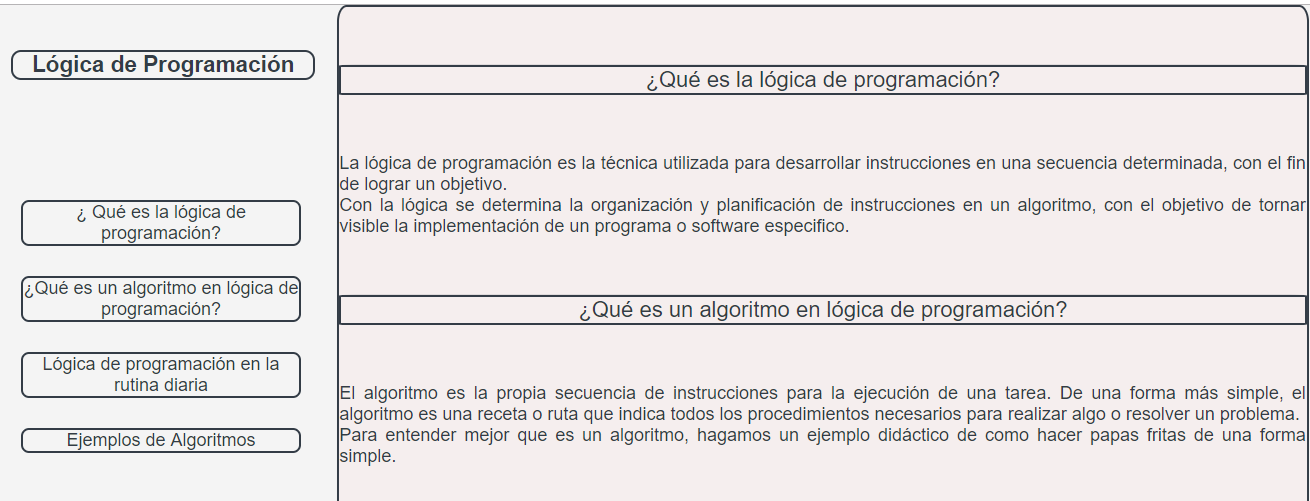 Lógica de Programación
¿ Qué es la lógica de
programación?
¿Qué es un algoritmo en lógica de
programación?
Lógica de programación en la
rutina diaria
Ejemplos de Algoritmos
¿Qué es la lógica de programación?
La lógica de programación es la técnica utilizada para desarrollar instrucciones en una secuencia determinada, con el fin
de lograr un objetivo.
Con la lógica se determina la organización y planificación de instrucciones en un algoritmo, con el objetivo de tornar
visible la implementación de un programa o software especifico.
¿Qué es un algoritmo en lógica de programación?
El algoritmo es la propia secuencia de instrucciones para la ejecución de una tarea. De una forma más simple, el
algoritmo es una receta o ruta que indica todos los procedimientos necesarios para realizar algo o resolver un problema.
Para entender mejor que es un algoritmo, hagamos un ejemplo didáctico de como hacer papas fritas de una forma
simple.